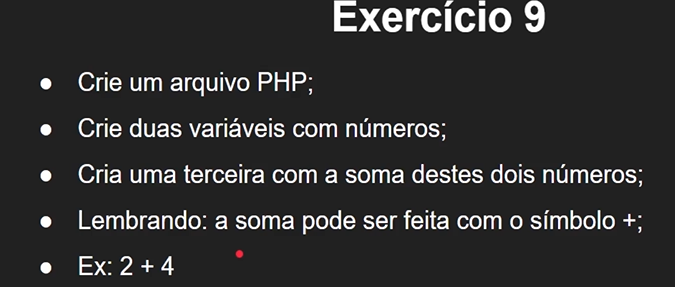 Exercício 9
● Crie um arquivo PHP;
● Crie duas variáveis com números;
● Cria uma terceira com a soma destes dois números;
● Lembrando: a soma pode ser feita com o símbolo +;
● Ex: 2 + 4